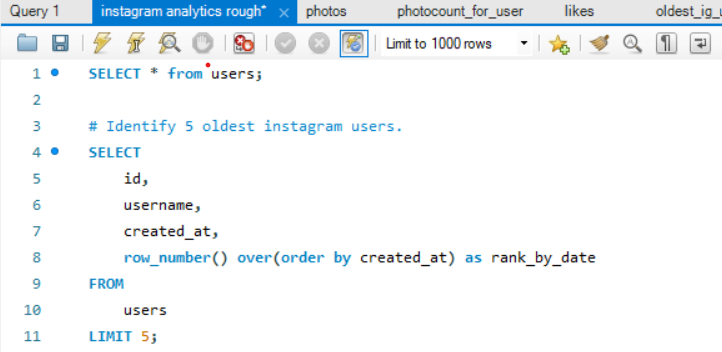 Query 1 instagram analytics rough* photos photocount_for_user likes oldest_ig_
Limit to 1000 rows
1 SELECT * from users;
2
3 # Identify 5 oldest instagram users.
4 SELECT
5 id,
6 username,
7 created_at,
8 row_number() over(order by created_at) as rank_by_date
9 FROM
10 users
11 LIMIT 5;